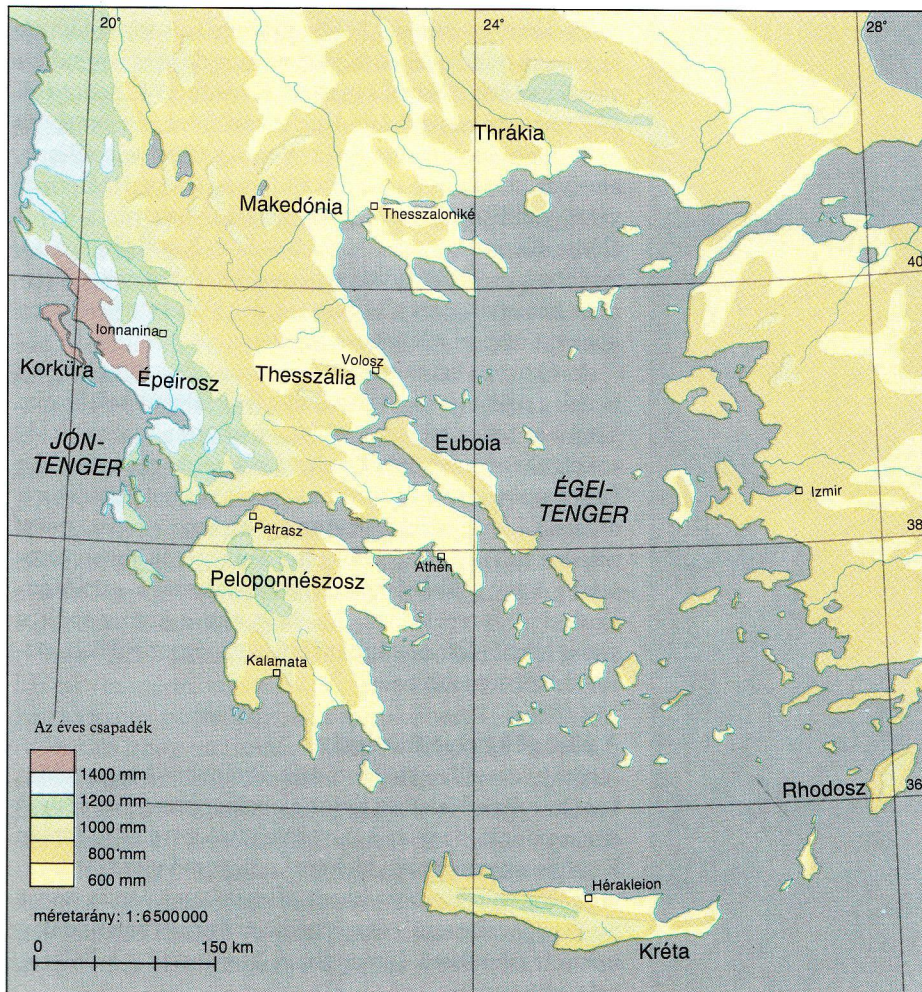 20°
24°
28°
Thrákia
Makedónia
Thesszaloniké
40
Ionnanina
Korküra
Épeirosz
Volosz
Thesszália
JÓN-
TENGER
Euboia
ÉGEI-
TENGER
Izmir
38
Patrasz
Athén
Peloponnészosz
Kalamata
Az éves csapadék
1400 mm
1200 mm
1000 mm
800 mm
600 mm
Rhodosz
36
Hérakleion
Kréta
méretarány: 1:6500000
0 150 km